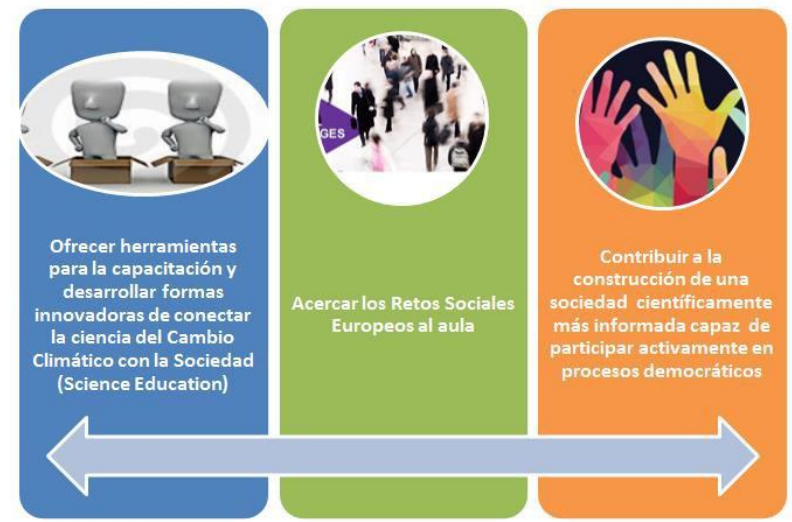 Ofrecer herramientas
para la capacitación y
desarrollar formas
innovadoras de conectar
la ciencia del Cambio
Climático con la Sociedad
(Science Education)
GES
Acercar los Retos Sociales
Europeos al aula
Contribuir a la
construcción de una
sociedad científicamente
más informada capaz de
participar activamente en
procesos democráticos